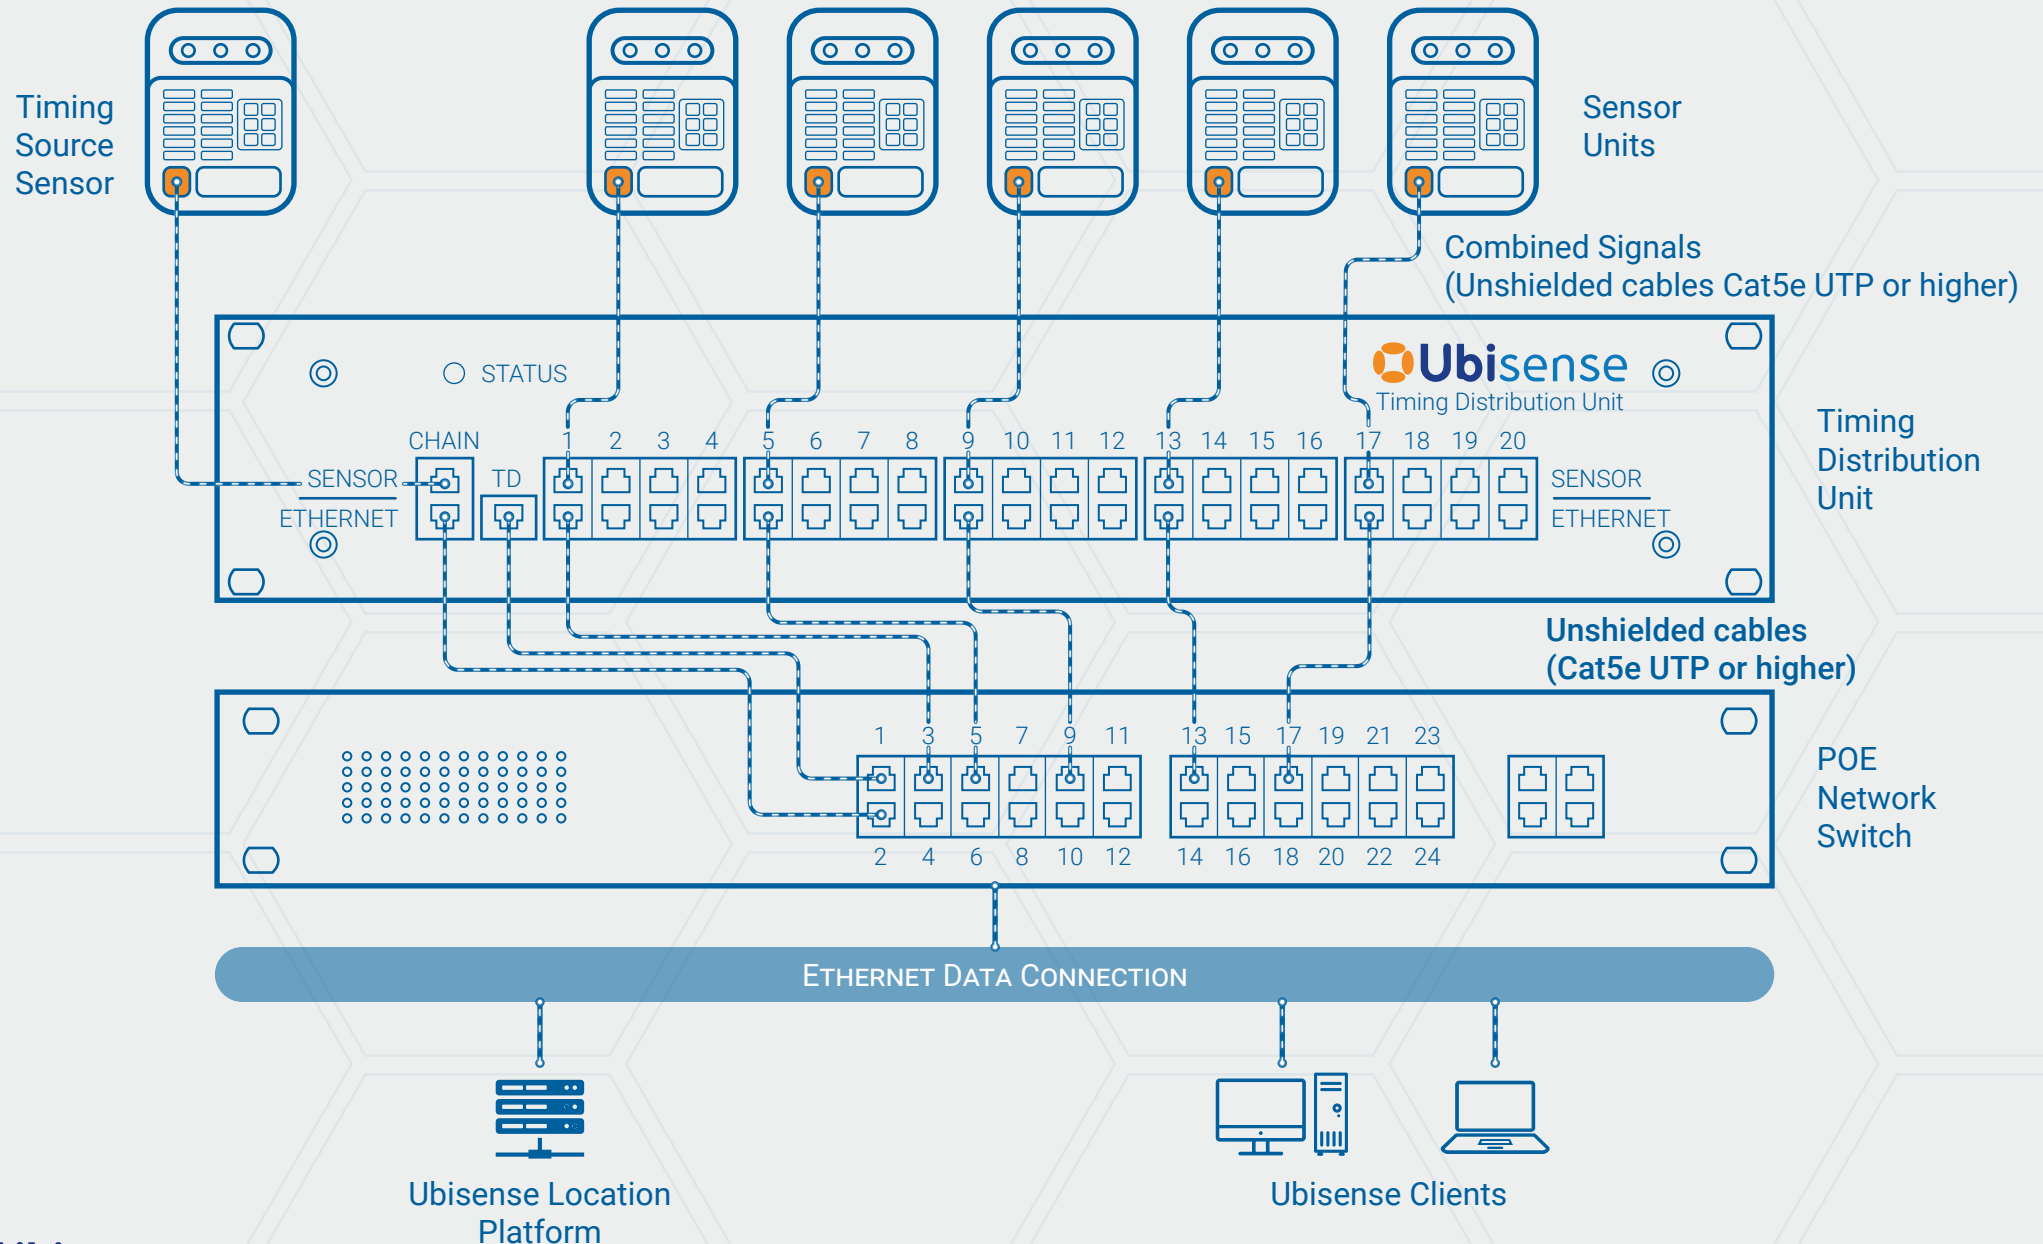 Timing
Source
Sensor
Sensor
Units
Combined Signals
(Unshielded cables Cat5e UTP or higher)
STATUS
Ubisense
Timing Distribution Unit
Timing
Distribution
Unit
CHAIN
SENSOR
ETHERNET
TD
1 2 3 4 5 6 7 8 9 10 11 12 13 14 15 16 17 18 19 20
SENSOR
ETHERNET
Unshielded cables
(Cat5e UTP or higher)
1 3 5 7 9 11 13 15 17 19 21 23
2 4 6 8 10 12 14 16 18 20 22 24
POE
Network
Switch
ETHERNET DATA CONNECTION
Ubisense Location
Platform
Ubisense Clients